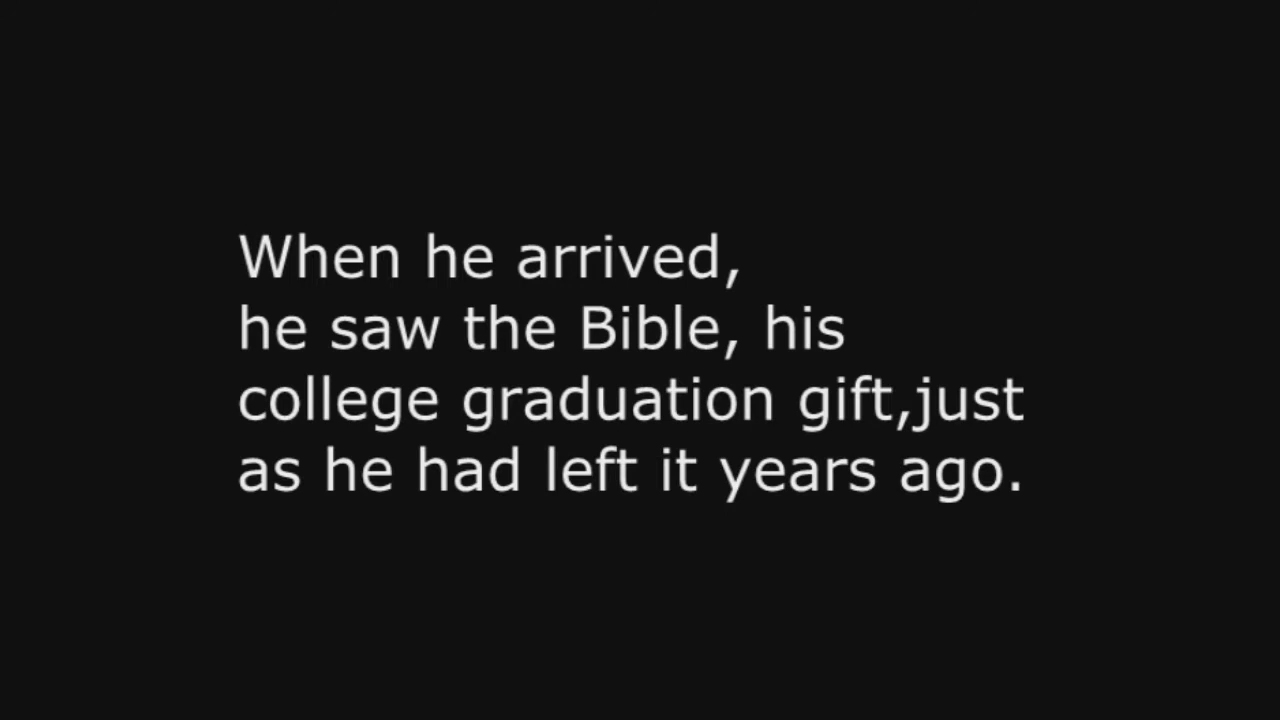 When he arrived,
he saw the Bible, his
college graduation gift,just
as he had left it years ago.